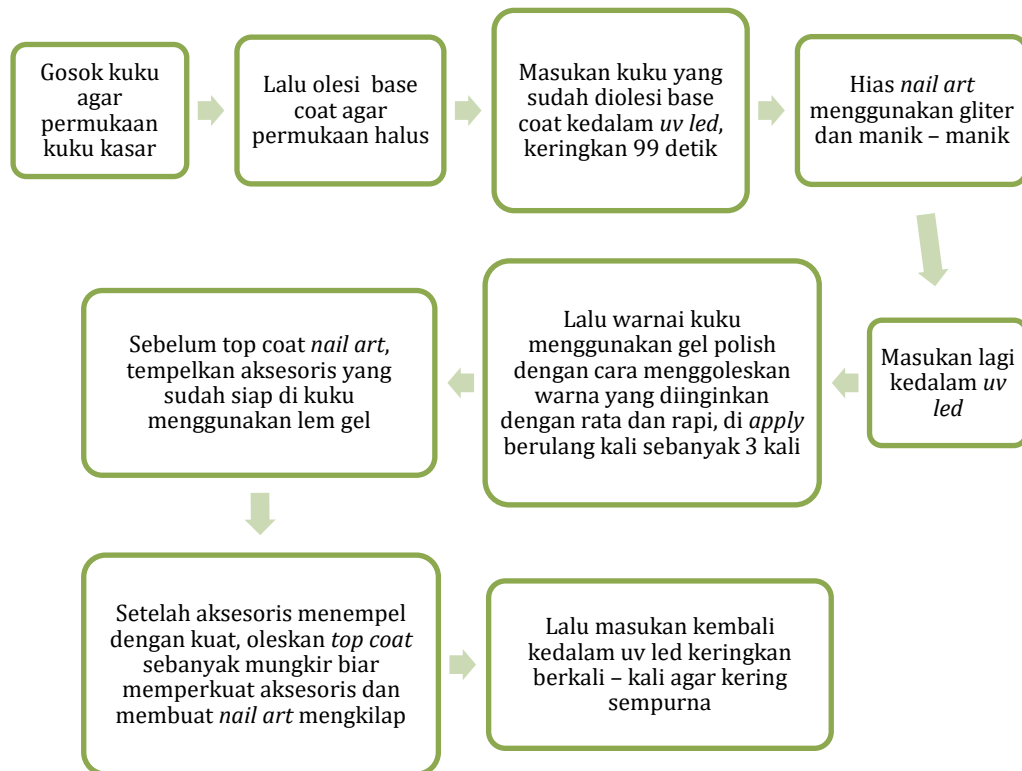 Gosok kuku
agar
permukaan
kuku kasar
Lalu olesi base
coat agar
permukaan halus
Masukan kuku yang
sudah diolesi base
coat kedalam uv led,
keringkan 99 detik
Hias nail art
menggunakan gliter
dan manik – manik
Masukan lagi
kedalam uv
led
Lalu warnai kuku
menggunakan gel polish
dengan cara menggoleskan
warna yang diinginkan
dengan rata dan rapi, di apply
berulang kali sebanyak 3 kali
Sebelum top coat nail art,
tempelkan aksesoris yang
sudah siap di kuku
menggunakan lem gel
Setelah aksesoris menempel
dengan kuat, oleskan top coat
sebanyak mungkir biar
memperkuat aksesoris dan
membuat nail art mengkilap
Lalu masukan kembali
kedalam uv led keringkan
berkali – kali agar kering
sempurna